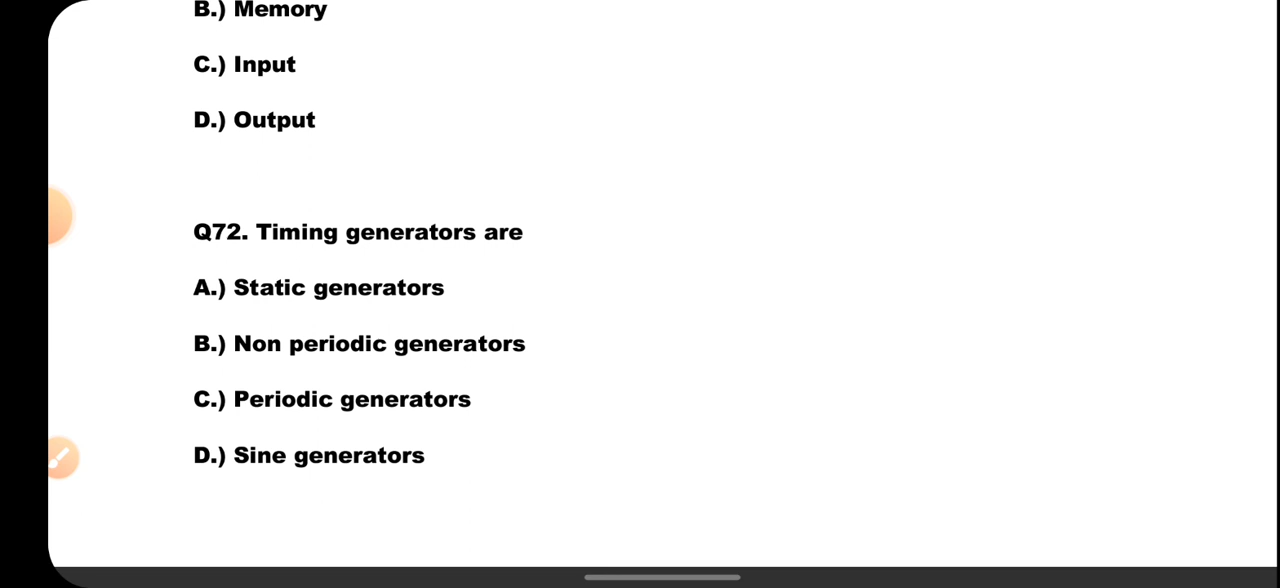 B.) Memory
C.) Input
D.) Output
Q72. Timing generators are
A.) Static generators
B.) Non periodic generators
C.) Periodic generators
D.) Sine generators